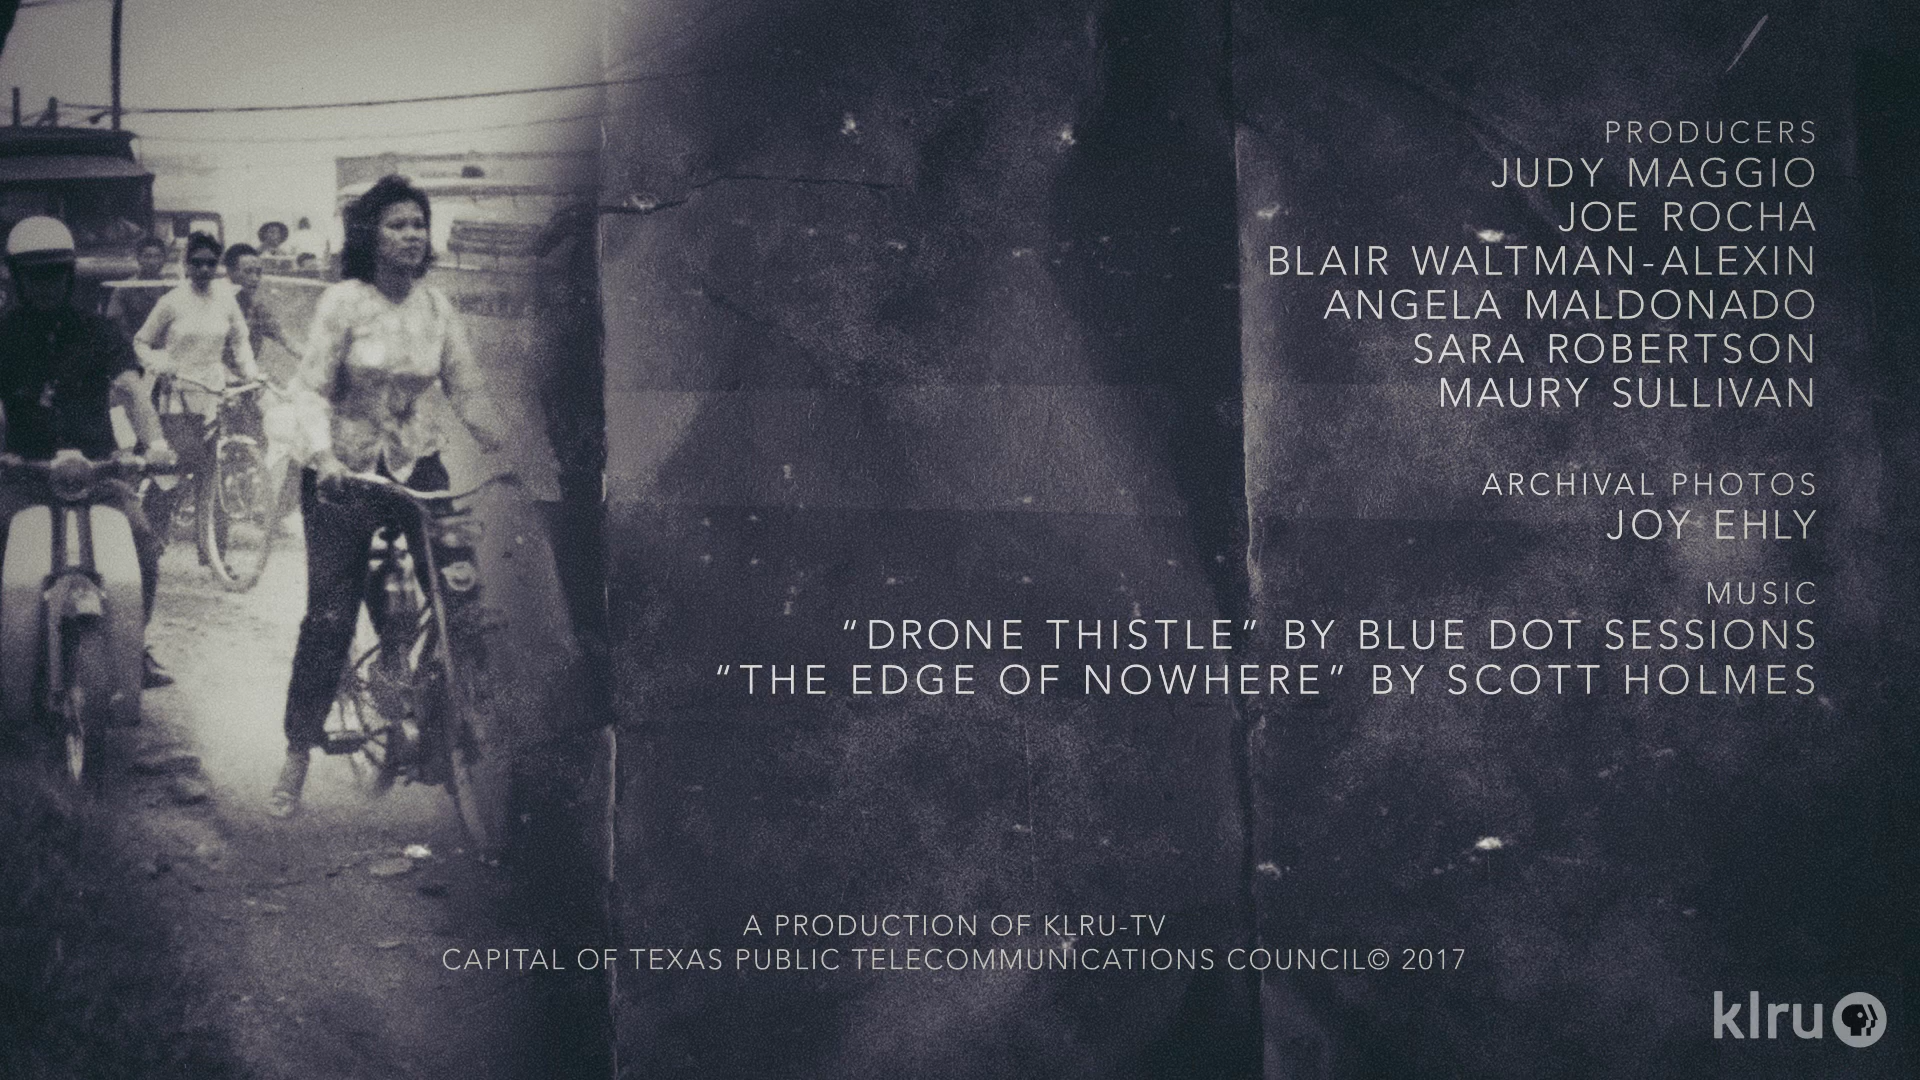 PRODUCERS
JUDY MAGGIO
JOE ROCHA
BLAIR WALTMAN-ALEXIN
ANGELA MALDONADO
SARA ROBERTSON
MAURY SULLIVAN
ARCHIVAL PHOTOS
JOY EHLY
MUSIC
“DRONE THISTLE” BY BLUE DOT SESSIONS
“THE EDGE OF NOWHERE” BY SCOTT HOLMES
A PRODUCTION OF KLRU-TV
CAPITAL OF TEXAS PUBLIC TELECOMMUNICATIONS COUNCIL© 2017
klru